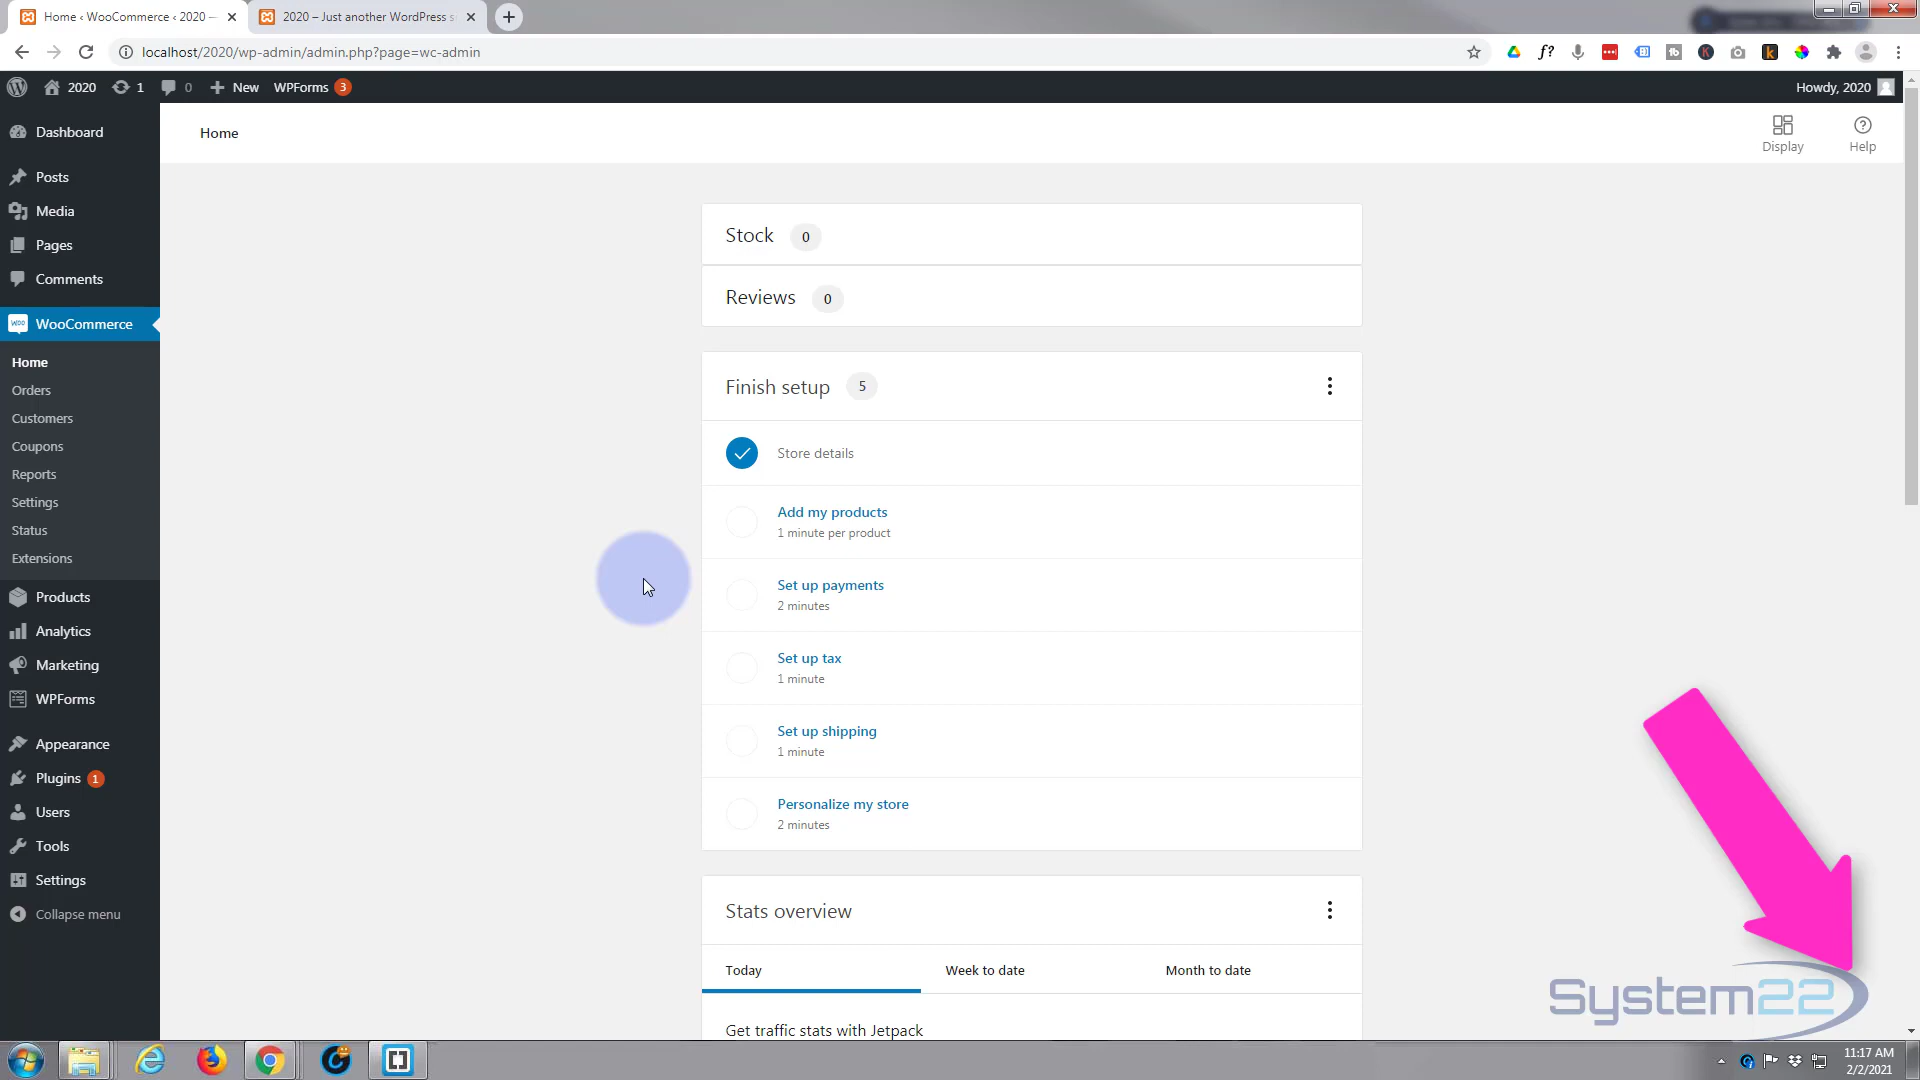 Home ‹ WooCommerce ‹ 2020 —
2020 – Just another WordPress s
localhost/2020/wp-admin/admin.php?page=wc-admin
2020
1
0
New
WPForms 3
Howdy, 2020
Dashboard
Posts
Media
Pages
Comments
WooCommerce
Home
Orders
Customers
Coupons
Reports
Settings
Status
Extensions
Products
Analytics
Marketing
WPForms
Appearance
Plugins 1
Users
Tools
Settings
Collapse menu
Home
Display
Help
Stock 0
Reviews 0
Finish setup 5
Store details
Add my products
1 minute per product
Set up payments
2 minutes
Set up tax
1 minute
Set up shipping
1 minute
Personalize my store
2 minutes
Stats overview
Today
Week to date
Month to date
Get traffic stats with Jetpack
System22
11:17 AM
2/2/2021